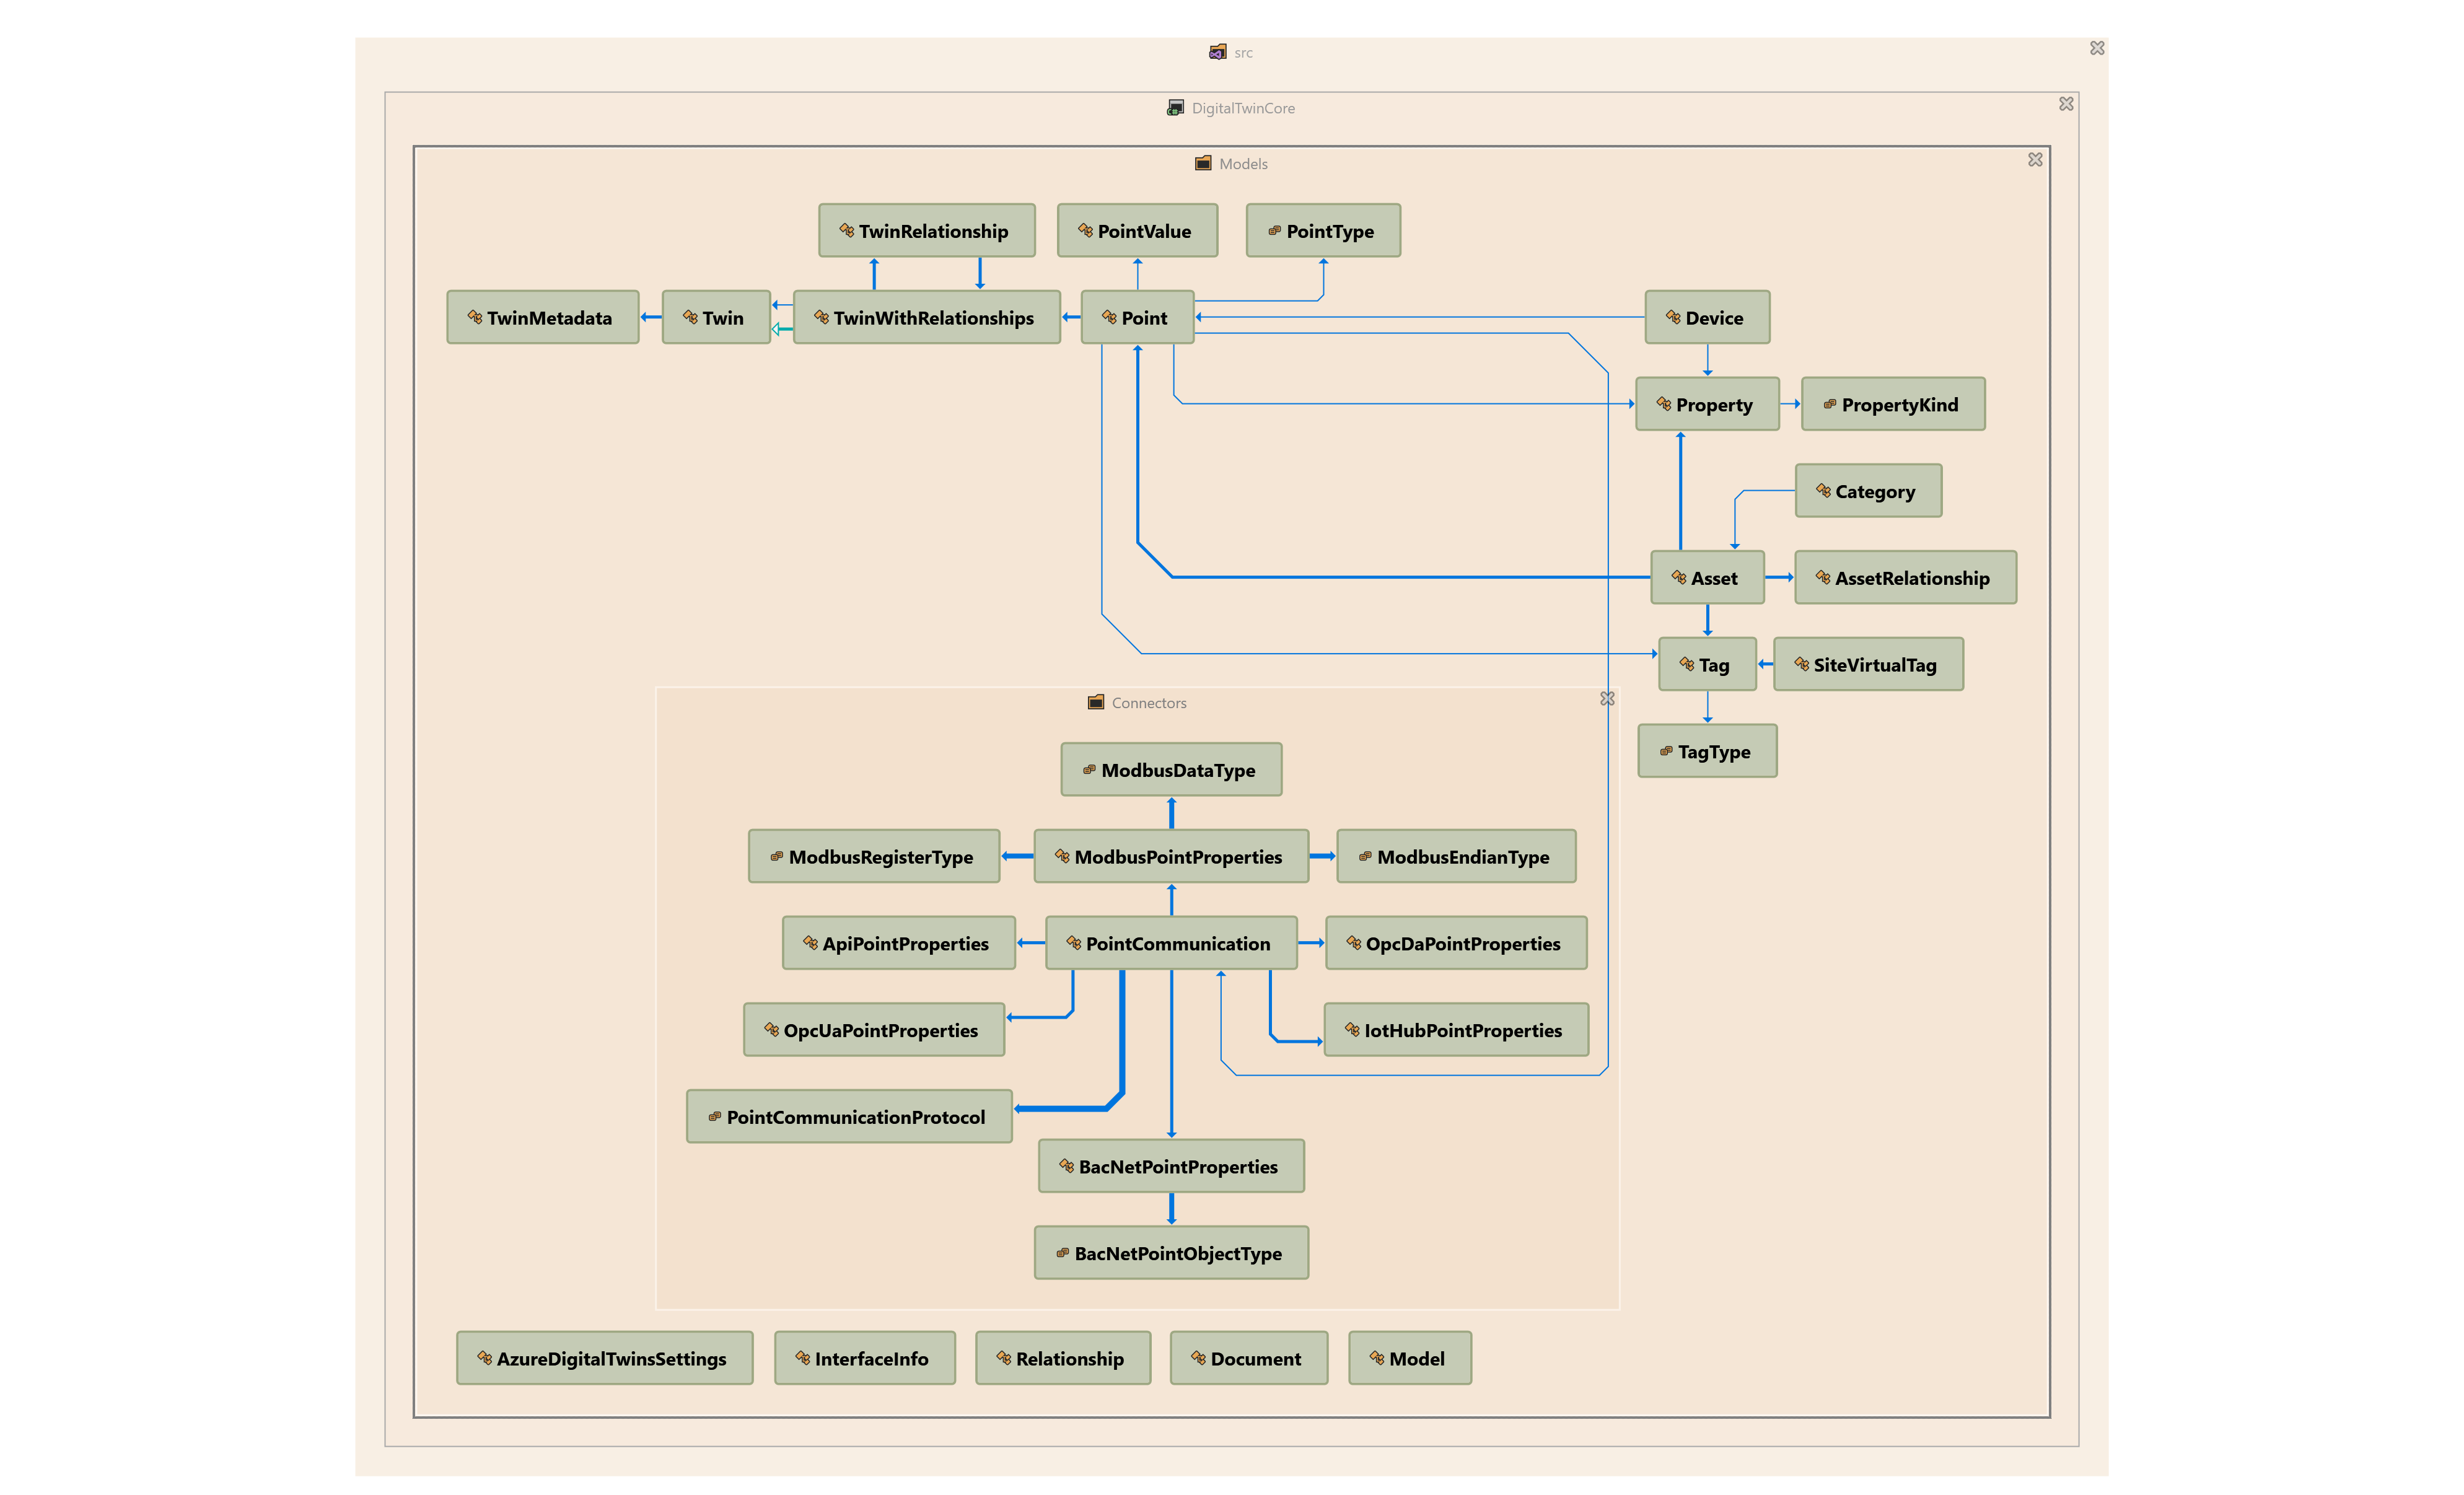 src
DigitalTwinCore
Models
TwinRelationship
PointValue
PointType
TwinMetadata
Twin
TwinWithRelationships
Point
Device
Property
PropertyKind
Category
Asset
AssetRelationship
Tag
SiteVirtualTag
TagType
Connectors
ModbusDataType
ModbusRegisterType
ModbusPointProperties
ModbusEndianType
ApiPointProperties
PointCommunication
OpcDaPointProperties
OpcUaPointProperties
IotHubPointProperties
PointCommunicationProtocol
BacNetPointProperties
BacNetPointObjectType
AzureDigitalTwinsSettings
InterfaceInfo
Relationship
Document
Model